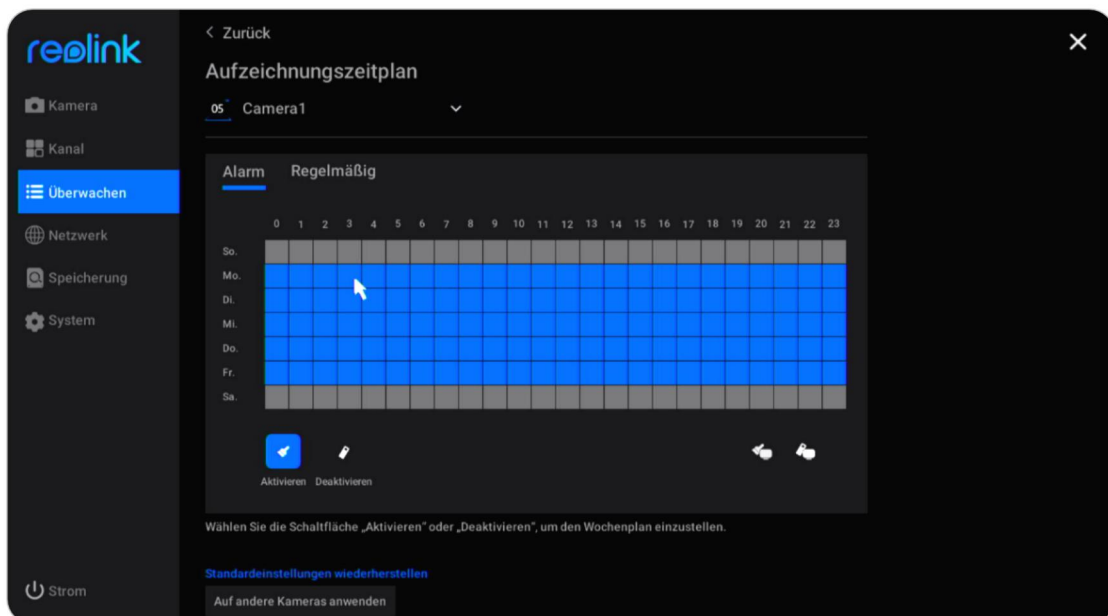 reolink
Kamera
Kanal
Überwachen
Netzwerk
Speicherung
System
Strom
Zurück
Aufzeichnungszeitplan
05 Camera1
Alarm Regelmäßig
0 1 2 3 4 5 6 7 8 9 10 11 12 13 14 15 16 17 18 19 20 21 22 23
So.
Mo.
Di.
Mi.
Do.
Fr.
Sa.
Aktivieren Deaktivieren
Wählen Sie die Schaltfläche „Aktivieren“ oder „Deaktivieren“, um den Wochenplan einzustellen.
Standardeinstellungen wiederherstellen
Auf andere Kameras anwenden